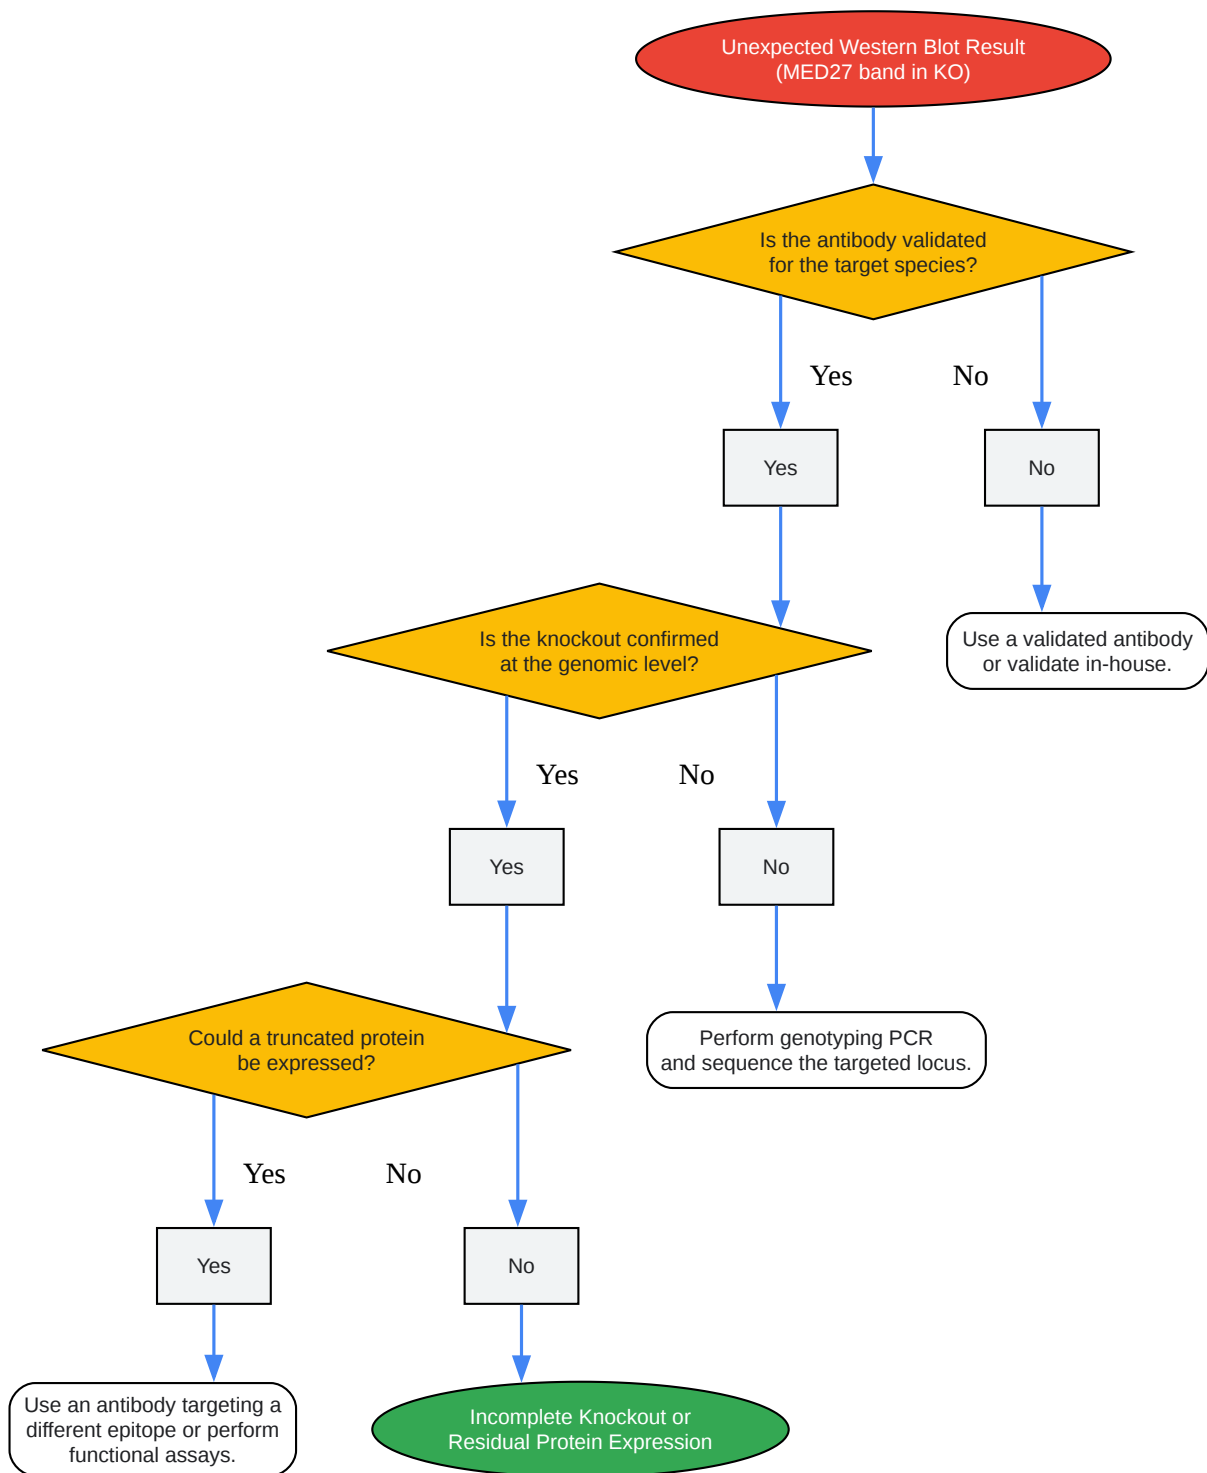 Unexpected Western Blot Result
(MED27 band in KO)
Is the antibody validated
for the target species?
Yes
No
Yes
No
Is the knockout confirmed
at the genomic level?
Use a validated antibody
or validate in-house.
Yes
No
Yes
No
Could a truncated protein
be expressed?
Perform genotyping PCR
and sequence the targeted locus.
Yes
No
Yes
No
Use an antibody targeting a
different epitope or perform
functional assays.
Incomplete Knockout or
Residual Protein Expression